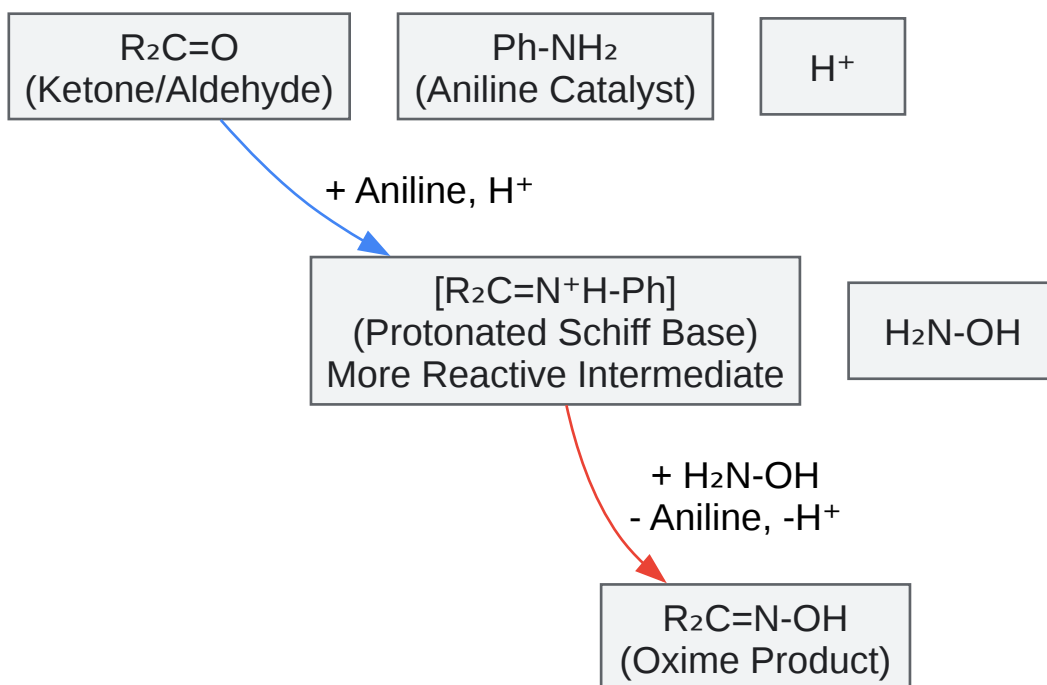 R₂C=O
(Ketone/Aldehyde)
Ph-NH₂
(Aniline Catalyst)
H⁺
+ Aniline, H⁺
[R₂C=N⁺H-Ph]
(Protonated Schiff Base)
More Reactive Intermediate
H₂N-OH
+ H₂N-OH
- Aniline, -H⁺
R₂C=N-OH
(Oxime Product)